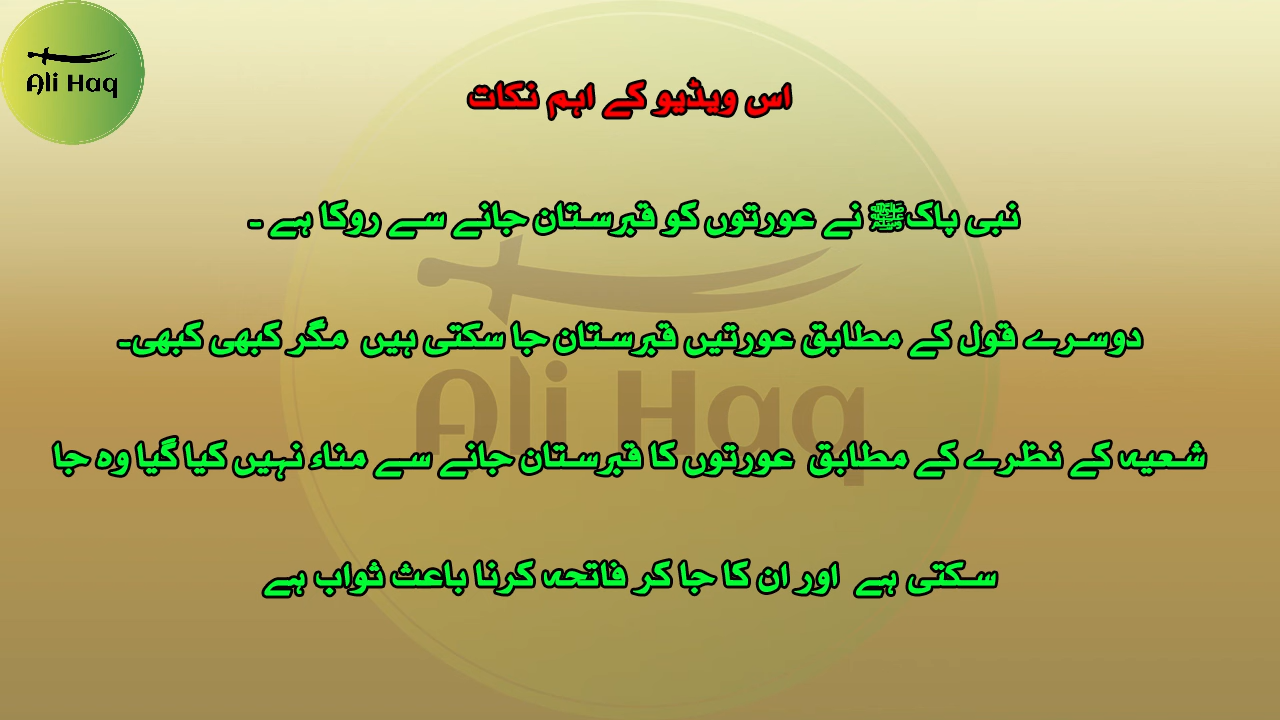 Ali Haq
اس ویڈیو کے اہم نکات
نبی پاک ﷺ نے عورتوں کو قبرستان جانے سے روکا ہے ۔
دوسرے قول کے مطابق عورتیں قبرستان جا سکتی ہیں مگر کبھی کبھی۔
Ali Haq
شعیہ کے نظرے کے مطابق عورتوں کا قبرستان جانے سے مناء نہیں کیا گیا وہ جا
سکتی ہے اور ان کا جا کر فاتحہ کرنا باعث ثواب ہے